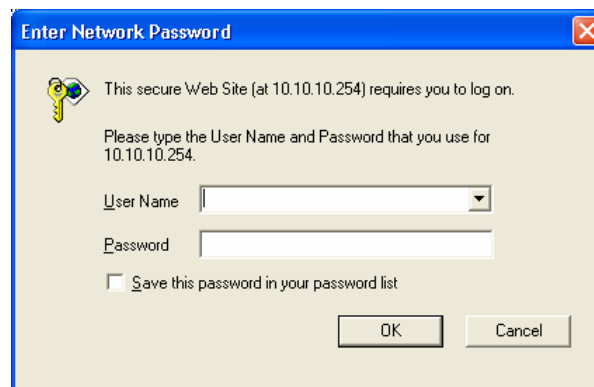 Enter Network Password
This secure Web Site (at 10.10.10.254) requires you to log on.
Please type the User Name and Password that you use for
10.10.10.254.
User Name
Password
Save this password in your password list
OK Cancel